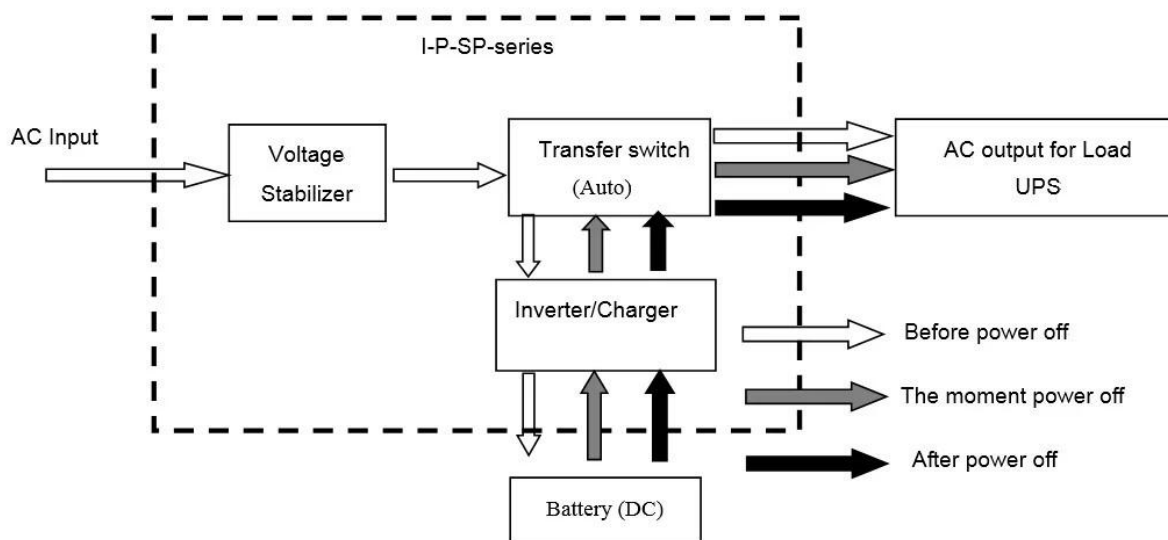 I-P-SP-series
AC Input
Voltage
Stabilizer
Transfer switch
(Auto)
AC output for Load
UPS
Inverter/Charger
Before power off
The moment power off
After power off
Battery (DC)